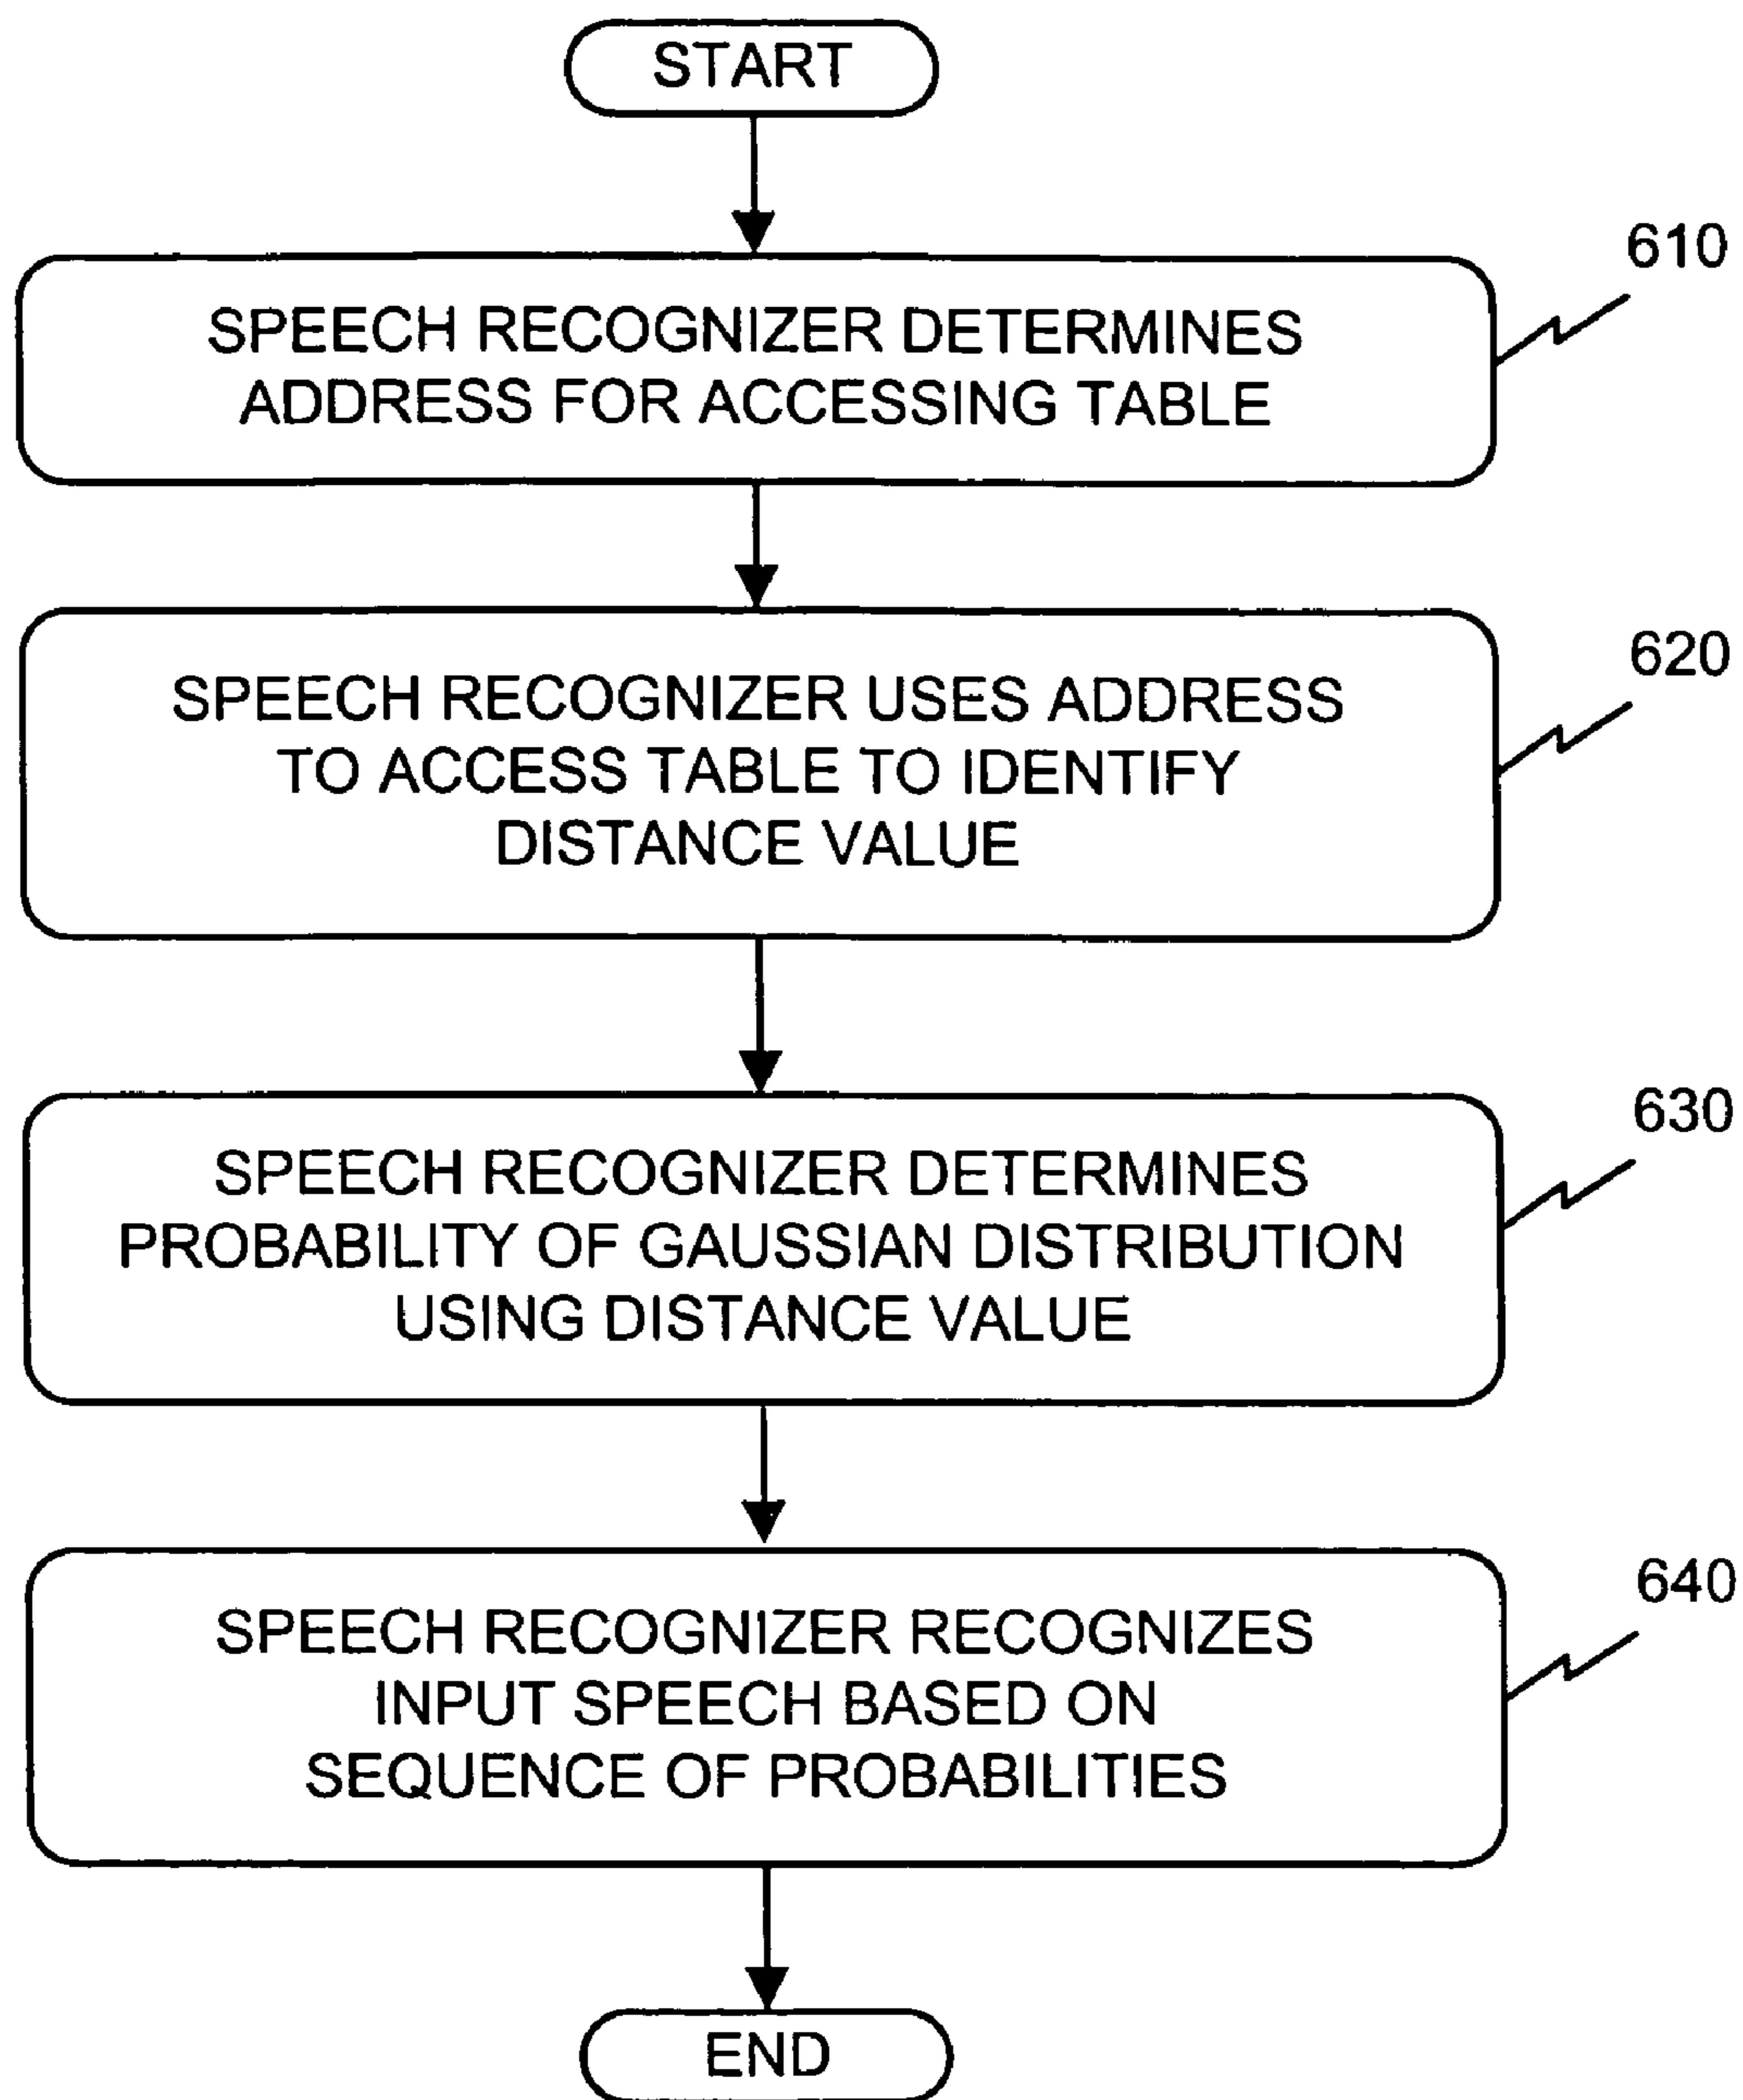 START
610
SPEECH RECOGNIZER DETERMINES
ADDRESS FOR ACCESSING TABLE
620
SPEECH RECOGNIZER USES ADDRESS
TO ACCESS TABLE TO IDENTIFY
DISTANCE VALUE
630
SPEECH RECOGNIZER DETERMINES
PROBABILITY OF GAUSSIAN DISTRIBUTION
USING DISTANCE VALUE
640
SPEECH RECOGNIZER RECOGNIZES
INPUT SPEECH BASED ON
SEQUENCE OF PROBABILITIES
END